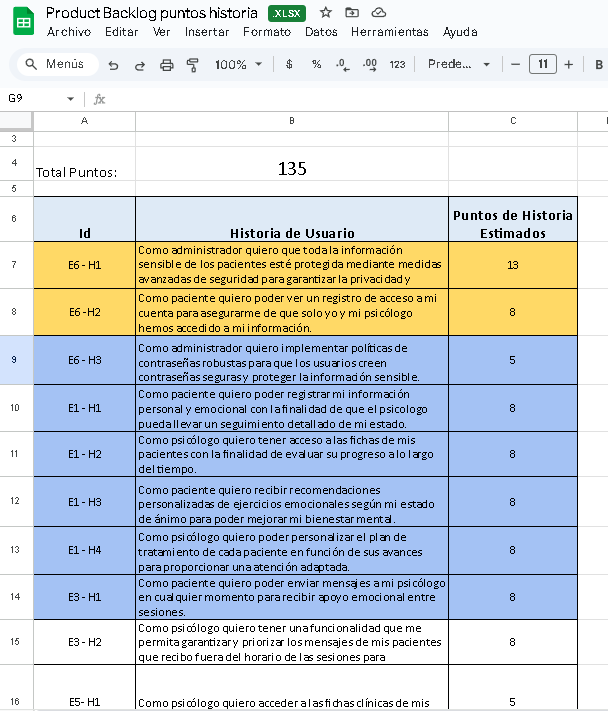 Product Backlog puntos historia .XLSX
Archivo Editar Ver Insertar Formato Datos Herramientas Ayuda
Menús 100% $ % .0 .00 123 Prede... − 11 + B
G9 fx
A B C
3
4 Total Puntos: 135
5
6 Id Historia de Usuario Puntos de Historia
Estimados
7 E6 - H1 Como administrador quiero que toda la información
sensible de los pacientes esté protegida mediante medidas
avanzadas de seguridad para garantizar la privacidad y
13
8 E6 -H2 Como paciente quiero poder ver un registro de acceso a mi
cuenta para asegurarme de que solo yo y mi psicólogo
hemos accedido a mi información.
8
9 E6 - H3 Como administrador quiero implementar políticas de
contraseñas robustas para que los usuarios creen
contraseñas seguras y proteger la información sensible.
5
10 E1 - H1 Como paciente quiero poder registrar mi información
personal y emocional con la finalidad de que el psicologo
pueda llevar un seguimiento detallado de mi estado.
8
11 E1 - H2 Como psicólogo quiero tener acceso a las fichas de mis
pacientes con la finalidad de evaluar su progreso a lo largo
del tiempo.
8
12 E1 - H3 Como paciente quiero recibir recomendaciones
personalizadas de ejercicios emocionales según mi estado
de ánimo para poder mejorar mi bienestar mental.
8
13 E1 - H4 Como psicólogo quiero poder personalizar el plan de
tratamiento de cada paciente en función de sus avances
para proporcionar una atención adaptada.
8
14 E3 - H1 Como paciente quiero poder enviar mensajes a mi psicólogo
en cualquier momento para recibir apoyo emocional entre
sesiones.
8
15 E3 - H2 Como psicólogo quiero tener una funcionalidad que me
permita garantizar y priorizar los mensajes de mis pacientes
que recibo fuera del horario de las sesiones para
8
16 E5- H1 Como psicólogo quiero acceder a las fichas clínicas de mis
5